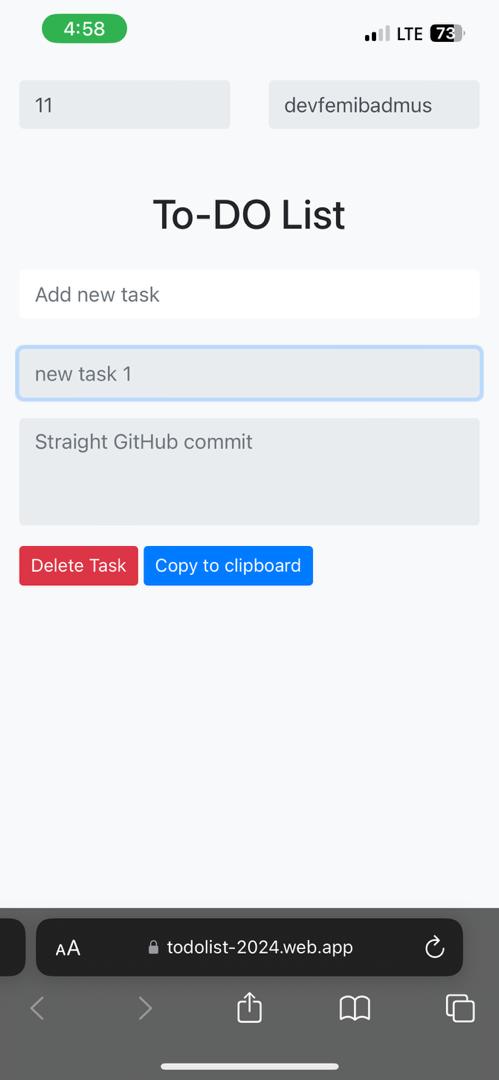 4:58
LTE 73
11
devfemibadmus
To-DO List
Add new task
new task 1
Straight GitHub commit
Delete Task
Copy to clipboard
AA
todolist-2024.web.app